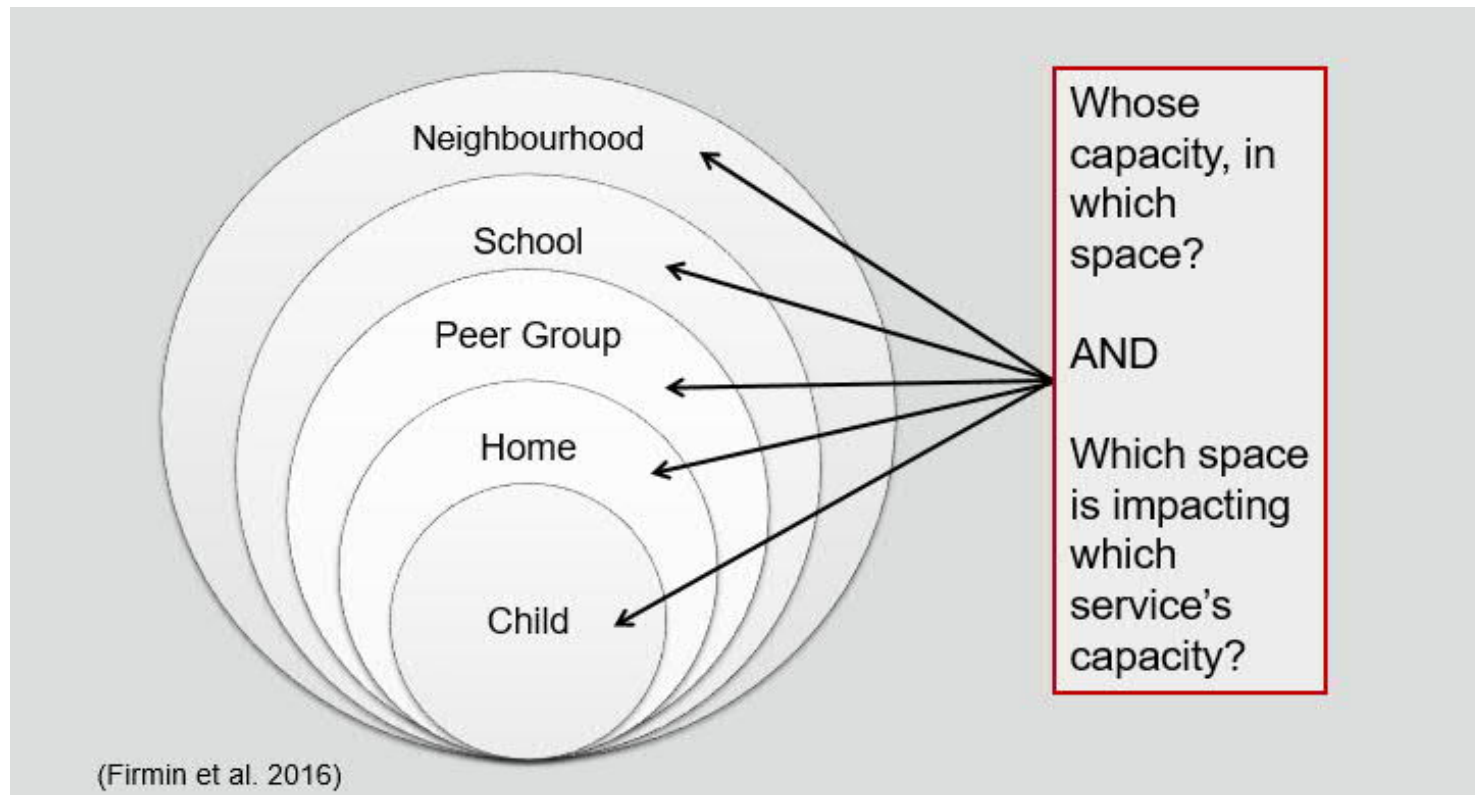 Neighbourhood
School
Peer Group
Home
Child
Whose
capacity, in
which
space?
AND
Which space
is impacting
which
service’s
capacity?
(Firmin et al. 2016)